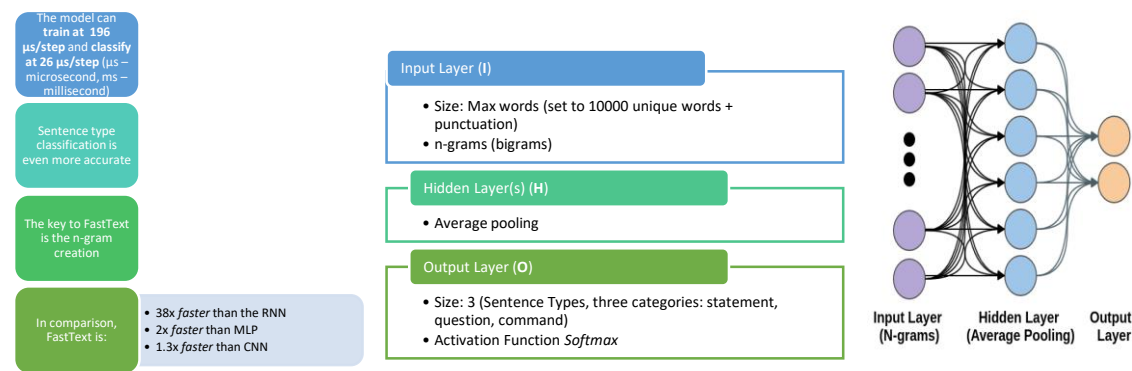 The model can
train at 196
µs/step and classify
at 26 µs/step (µs –
microsecond, ms –
millisecond)
Sentence type
classification is
even more accurate
The key to FastText
is the n-gram
creation
In comparison,
FastText is:
• 38x faster than the RNN
• 2x faster than MLP
• 1.3x faster than CNN
Input Layer (I)
• Size: Max words (set to 10000 unique words +
punctuation)
• n-grams (bigrams)
Hidden Layer(s) (H)
• Average pooling
Output Layer (O)
• Size: 3 (Sentence Types, three categories: statement,
question, command)
• Activation Function Softmax
Input Layer
(N-grams)
Hidden Layer
(Average Pooling)
Output
Layer